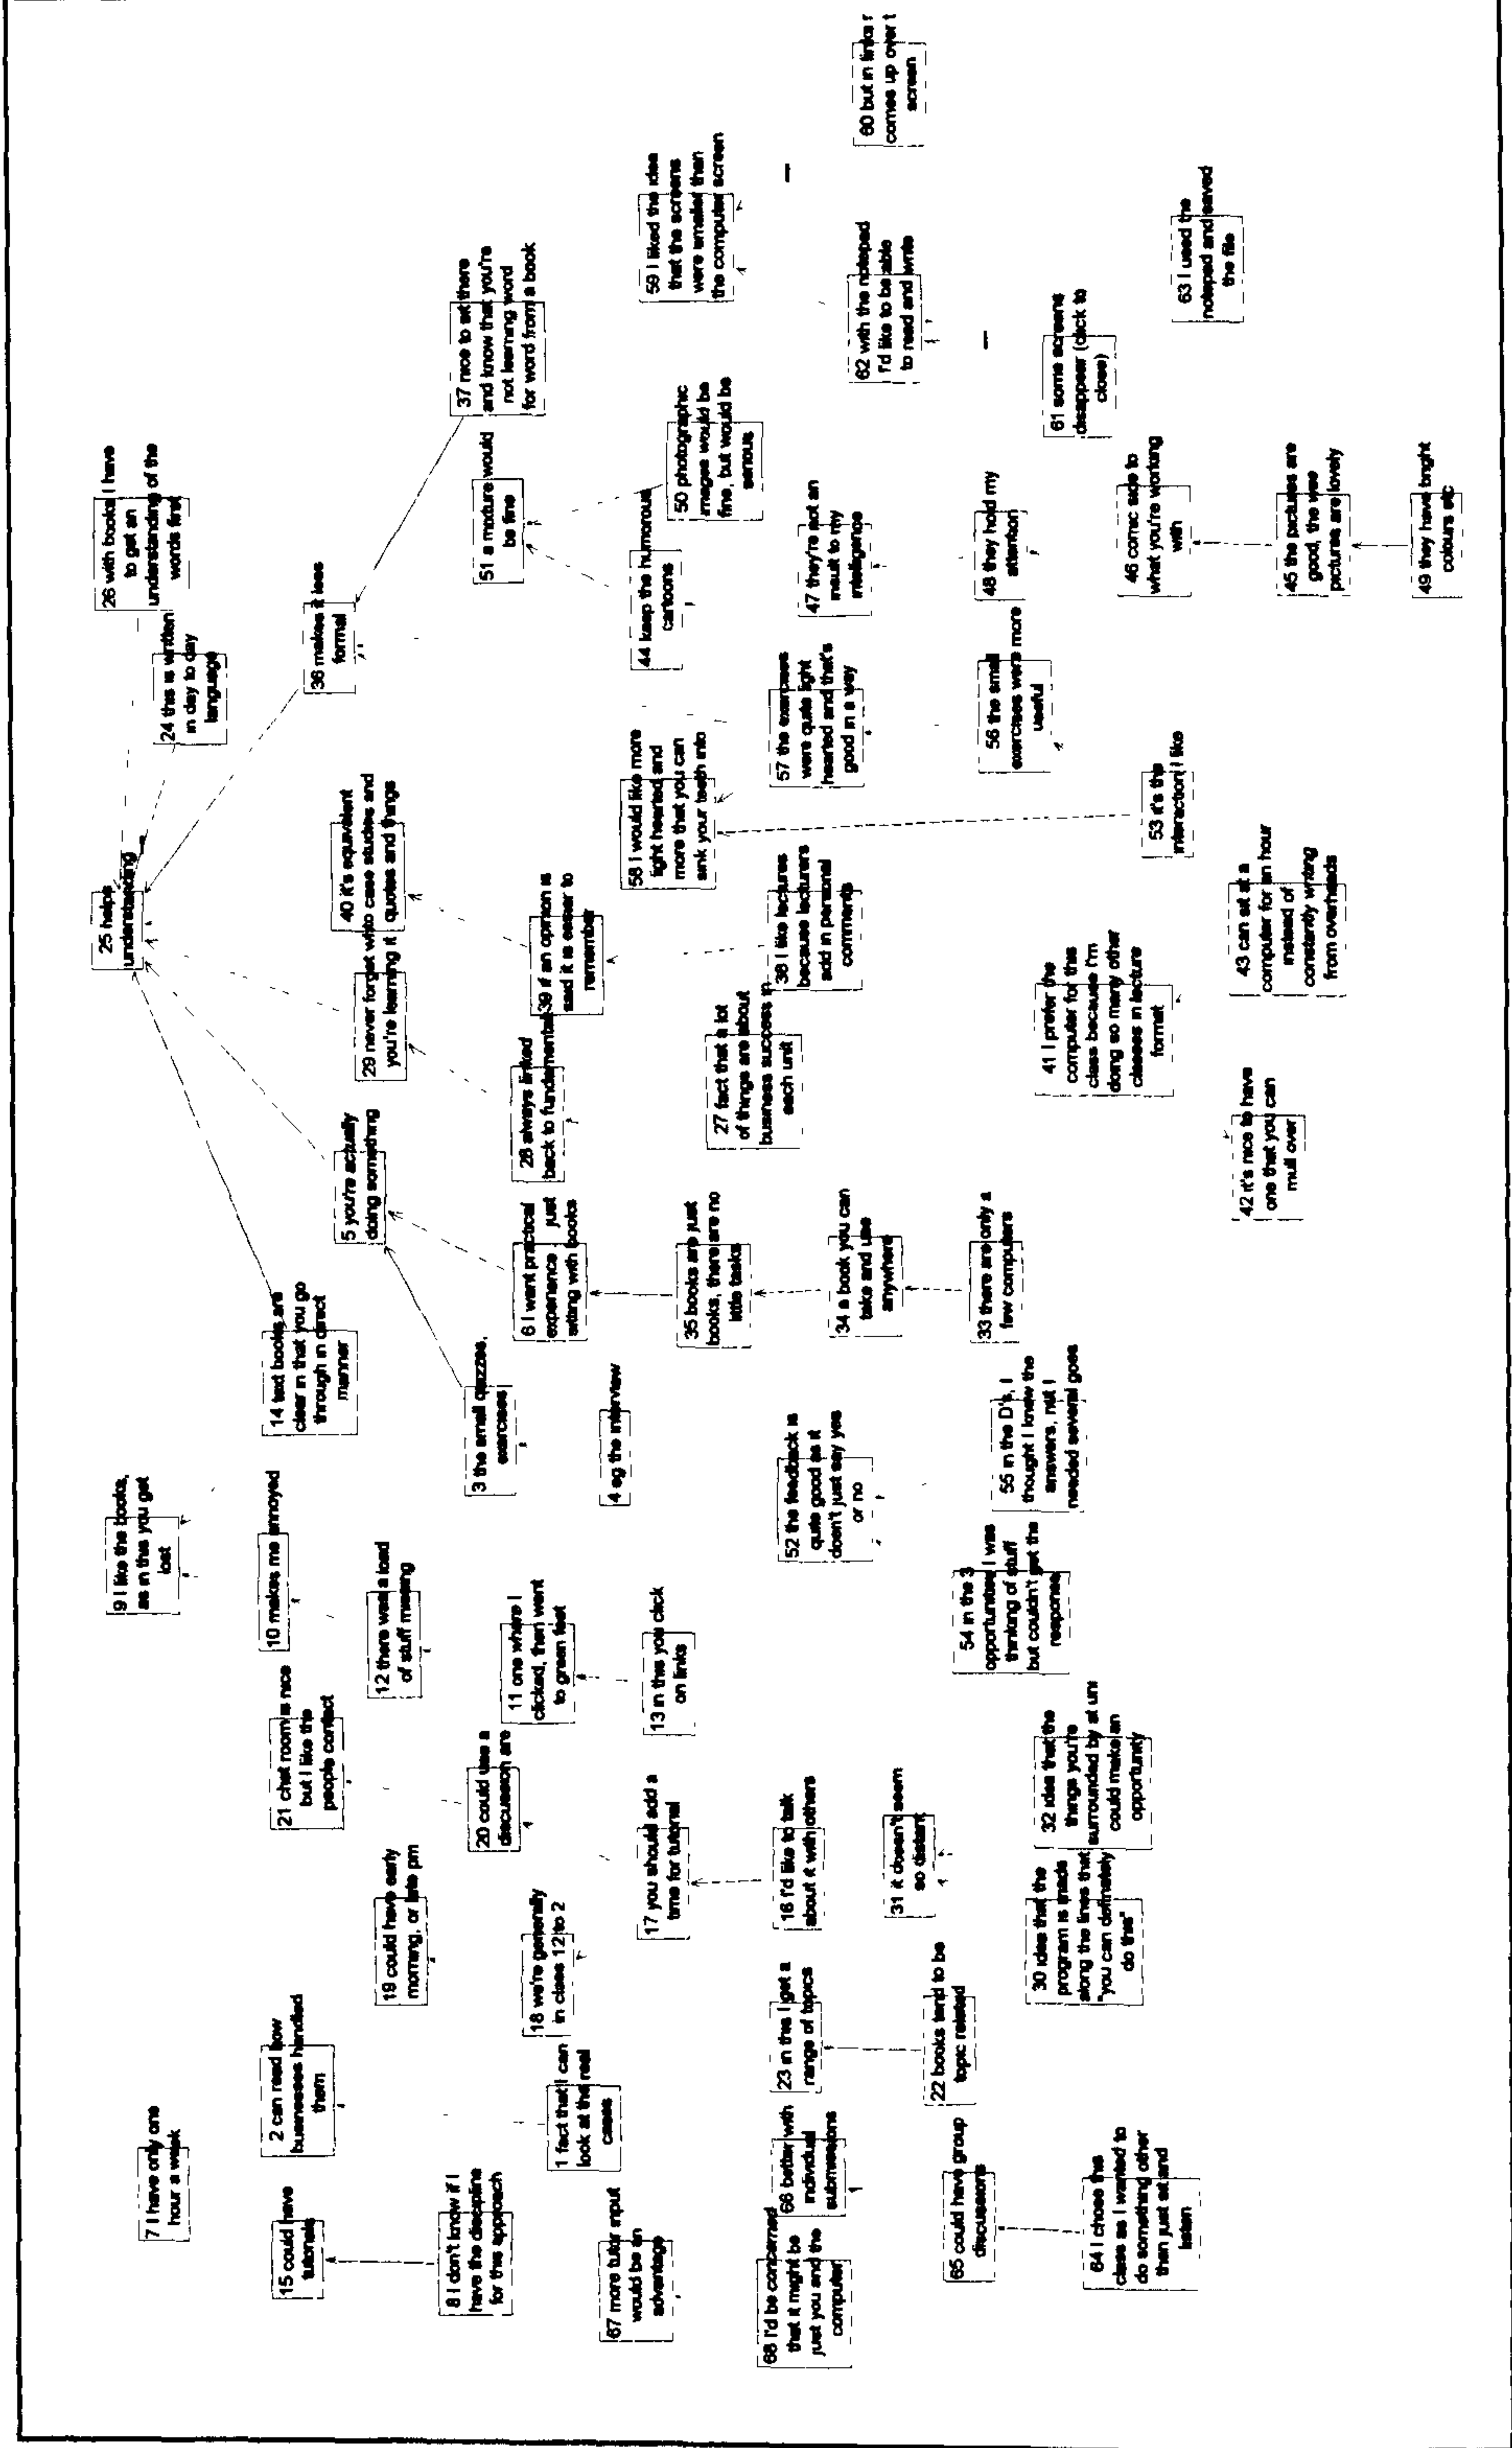 7 I have only one
hour a week
15 could have
tutorials
2 can read how
businesses handled
them
8 I don't know if I
have the discipline
for this approach
1 fact that I can
look at the real
cases
67 more tutor input
would be an
advantage
68 I'd be concerned
that it might be
just you and the
computer
66 better with
individual
submissions
65 could have group
discussions
64 I chose this
class as I wanted to
do something other
than just sit and
listen
19 could have early
morning, or late pm
18 we're generally
in class 12 to 2
23 in this I get a
range of topics
22 books tend to be
topic related
21 chat room is nice
but I like the
people contact
20 could use a
discussion are
17 you should add a
time for tutorial
16 I'd like to talk
about it with others
31 it doesn't seem
so distant
30 idea that the
program is made
along the lines that
"you can definately
do this"
32 idea that the
things you're
surrounded by at uni
could make an
opportunity
9 I like the books,
as in this you get
lost
10 makes me annoyed
12 there was a load
of stuff missing
11 one where I
clicked, then went
to green feet
13 in this you click
on links
14 text books are
clear in that you go
through in direct
manner
3 the small quizzes,
exercises
4 eg the interview
52 the feedback is
quite good as it
doen't just say yes
or no
54 in the 3
opportunities I was
thinking of stuff
but couldn't get the
response
55 in the D's, I
thought I knew the
answers, nut I
needed several goes
5 you're actually
doing something
6 I want practical
experience , just
sitting with books
35 books are just
books, there are no
little tasks
34 a book you can
take and use
anywhere
33 there are only a
few computers
25 helps
understanding
29 never forget why
you're learning it
28 always linked
back to fundamental
27 fact that a lot
of things are about
business success in
each unit
40 it's equivalent
to case studies and
quotes and things
39 if an opinion is
said it is easier to
remember
38 I like lectures
because lecturers
add in personal
comments
41 I prefer the
computer for this
class because I'm
doing so many other
classes in lecture
format
42 it's nice to have
one that you can
mull over
43 can sit at a
computer for an hour
instead of
constantly writing
from overheads
26 with books I have
to get an
understanding of the
words first
24 this is written
in day to day
language
36 makes it less
formal
37 nice to sit there
and know that you're
not learning word
for word from a book
51 a mixture would
be fine
44 keep the humorous
cartoons
50 photographic
images would be
fine, but would be
serious
58 I would like more
light hearted and
more that you can
sink your teeth into
57 the exercises
were quite light
hearted and that's
good in a way
56 the small
exercises were more
useful
53 it's the
interaction I like
47 they're not an
insult to my
intelligence
48 they hold my
attention
46 comic side to
what you're working
with
45 the pictures are
good, the wee
pictures are lovely
49 they have bright
colours etc
59 I liked the idea
that the screens
were smaller than
the computer screen
62 with the notepad
I'd like to be able
to read and write
60 but in links r
comes up over t
screen
61 some screens
disappear (click to
close)
63 I used the
notepad and saved
the file